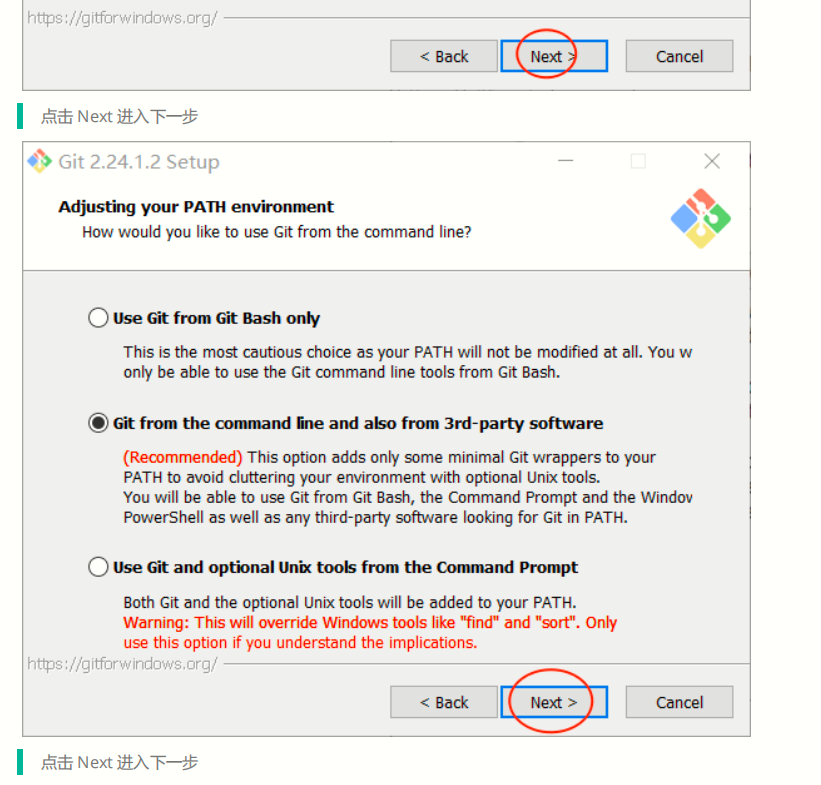 https://gitforwindows.org/
< Back
Next >
Cancel
点击 Next 进入下一步
Git 2.24.1.2 Setup
Adjusting your PATH environment
How would you like to use Git from the command line?
Use Git from Git Bash only
This is the most cautious choice as your PATH will not be modified at all. You w
only be able to use the Git command line tools from Git Bash.
Git from the command line and also from 3rd-party software
(Recommended) This option adds only some minimal Git wrappers to your
PATH to avoid cluttering your environment with optional Unix tools.
You will be able to use Git from Git Bash, the Command Prompt and the Window
PowerShell as well as any third-party software looking for Git in PATH.
Use Git and optional Unix tools from the Command Prompt
Both Git and the optional Unix tools will be added to your PATH.
Warning: This will override Windows tools like "find" and "sort". Only
use this option if you understand the implications.
https://gitforwindows.org/
< Back
Next >
Cancel
点击 Next 进入下一步